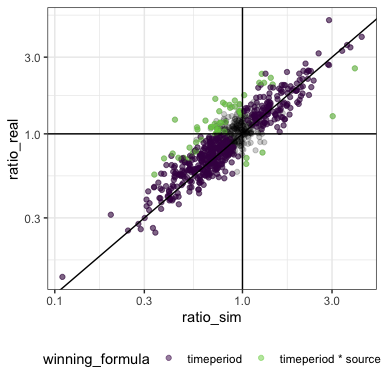 3.0
1.0
0.3
ratio_real
0.1 0.3 1.0 3.0
ratio_sim
winning_formula timeperiod timeperiod * source